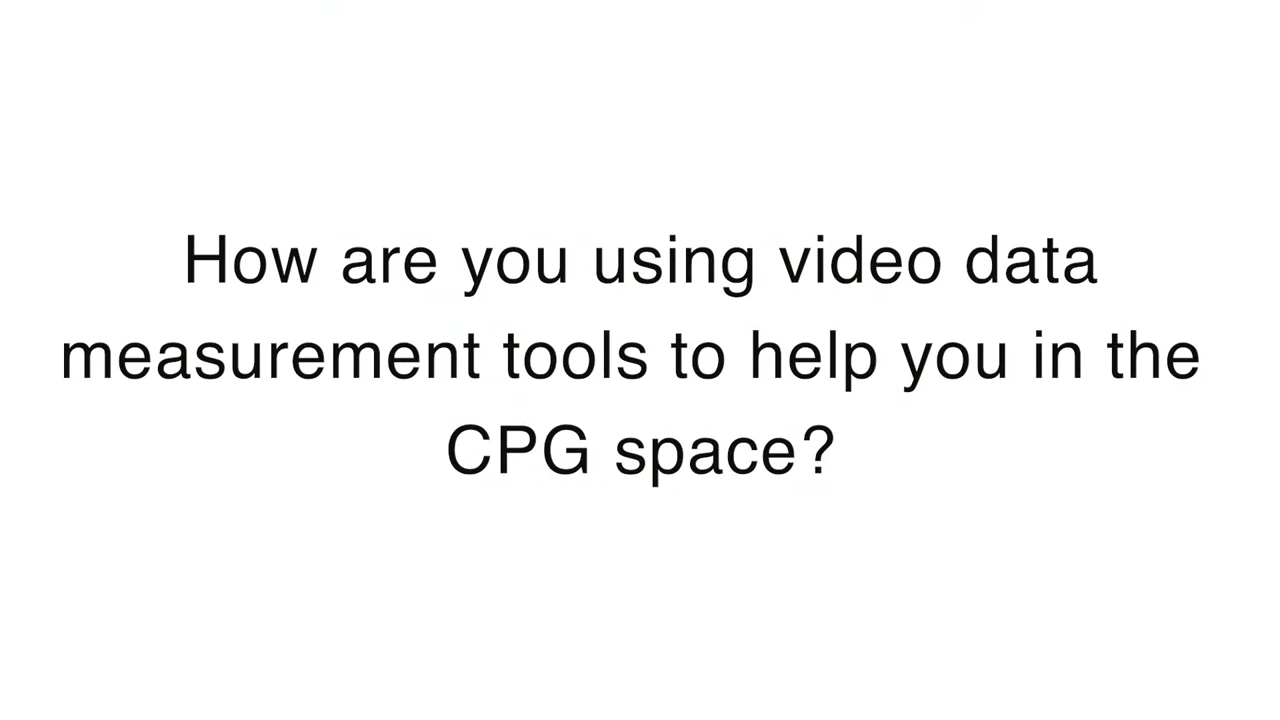 How are you using video data
measurement tools to help you in the
CPG space?